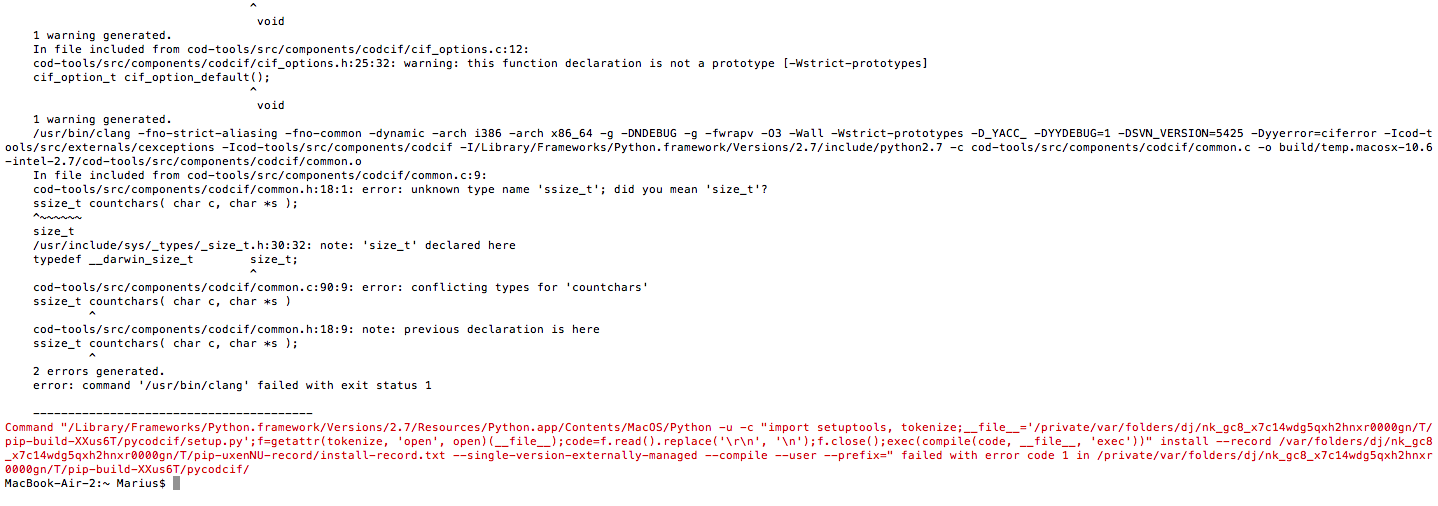 ^
void
1 warning generated.
In file included from cod-tools/src/components/codcif/cif_options.c:12:
cod-tools/src/components/codcif/cif_options.h:25:32: warning: this function declaration is not a prototype [-Wstrict-prototypes]
cif_option_t cif_option_default();
^
void
1 warning generated.
/usr/bin/clang -fno-strict-aliasing -fno-common -dynamic -arch i386 -arch x86_64 -g -DNDEBUG -g -fwrapv -O3 -Wall -Wstrict-prototypes -D_YACC_ -DYYDEBUG=1 -DSVN_VERSION=5425 -Dyyerror=ciferror -Icod-t
ools/src/externals/cexceptions -Icod-tools/src/components/codcif -I/Library/Frameworks/Python.framework/Versions/2.7/include/python2.7 -c cod-tools/src/components/codcif/common.c -o build/temp.macosx-10.6
-intel-2.7/cod-tools/src/components/codcif/common.o
In file included from cod-tools/src/components/codcif/common.c:9:
cod-tools/src/components/codcif/common.h:18:1: error: unknown type name 'ssize_t'; did you mean 'size_t'?
ssize_t countchars( char c, char *s );
^~~~~~~
size_t
/usr/include/sys/_types/_size_t.h:30:32: note: 'size_t' declared here
typedef __darwin_size_t        size_t;
^
cod-tools/src/components/codcif/common.c:90:9: error: conflicting types for 'countchars'
ssize_t countchars( char c, char *s )
^
cod-tools/src/components/codcif/common.h:18:9: note: previous declaration is here
ssize_t countchars( char c, char *s );
^
2 errors generated.
error: command '/usr/bin/clang' failed with exit status 1
----------------------------------------
Command "/Library/Frameworks/Python.framework/Versions/2.7/Resources/Python.app/Contents/MacOS/Python -u -c "import setuptools, tokenize;__file__='/private/var/folders/dj/nk_gc8_x7c14wdg5qxh2hnxr0000gn/T/
pip-build-XXus6T/pycodcif/setup.py';f=getattr(tokenize, 'open', open)(__file__);code=f.read().replace('\r\n', '\n');f.close();exec(compile(code, __file__, 'exec'))" install --record /var/folders/dj/nk_gc8
_x7c14wdg5qxh2hnxr0000gn/T/pip-uxenNU-record/install-record.txt --single-version-externally-managed --compile --user --prefix=" failed with error code 1 in /private/var/folders/dj/nk_gc8_x7c14wdg5qxh2hnxr
0000gn/T/pip-build-XXus6T/pycodcif/
MacBook-Air-2:~ Marius$